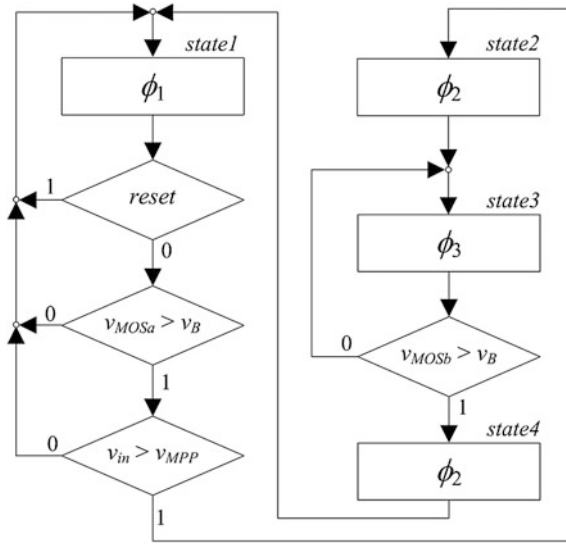 state1
ϕ1
reset
1
0
vMOSa > vB
0
1
vin > vMPP
0
1
state2
ϕ2
state3
ϕ3
vMOSb > vB
0
1
state4
ϕ2